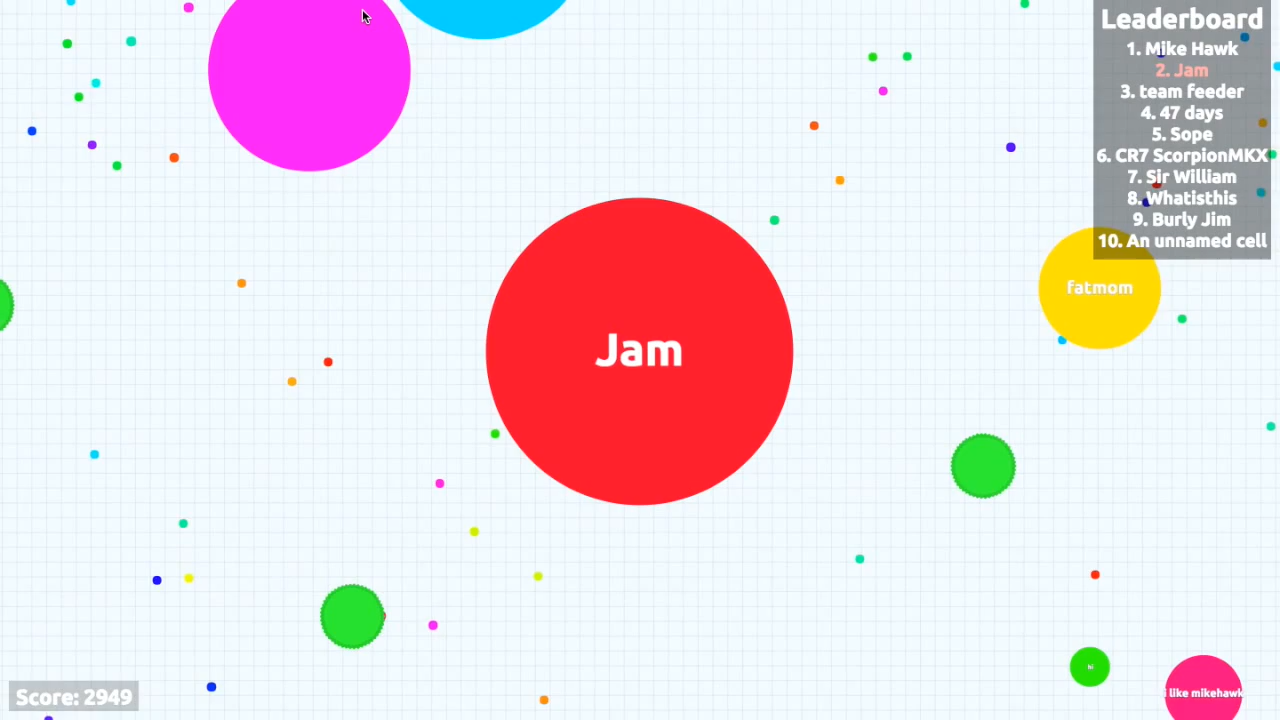 Leaderboard
1. Mike Hawk
2. Jam
3. team feeder
4. 47 days
5. Sope
6. CR7 ScorpionMKX
7. Sir William
8. Whatisthis
9. Burly Jim
10. An unnamed cell
fatmom
Jam
hi
i like mikehawk
Score: 2949